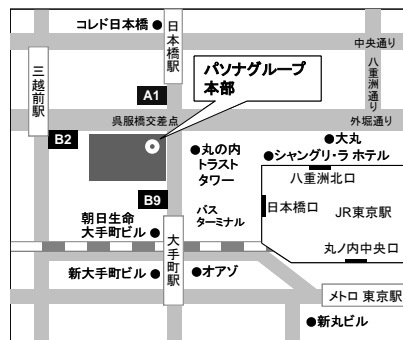 コレド日本橋
日本橋駅
中央通り
三越前駅
八重洲通り
パソナグループ
本部
A1
呉服橋交差点
外堀通り
B2
丸の内
トラスト
タワー
大丸
シャングリ・ラ ホテル
八重洲北口
B9
日本橋口
JR東京駅
バス
ターミナル
朝日生命
大手町ビル
大手町駅
丸ノ内中央口
新大手町ビル
オアゾ
メトロ 東京駅
新丸ビル